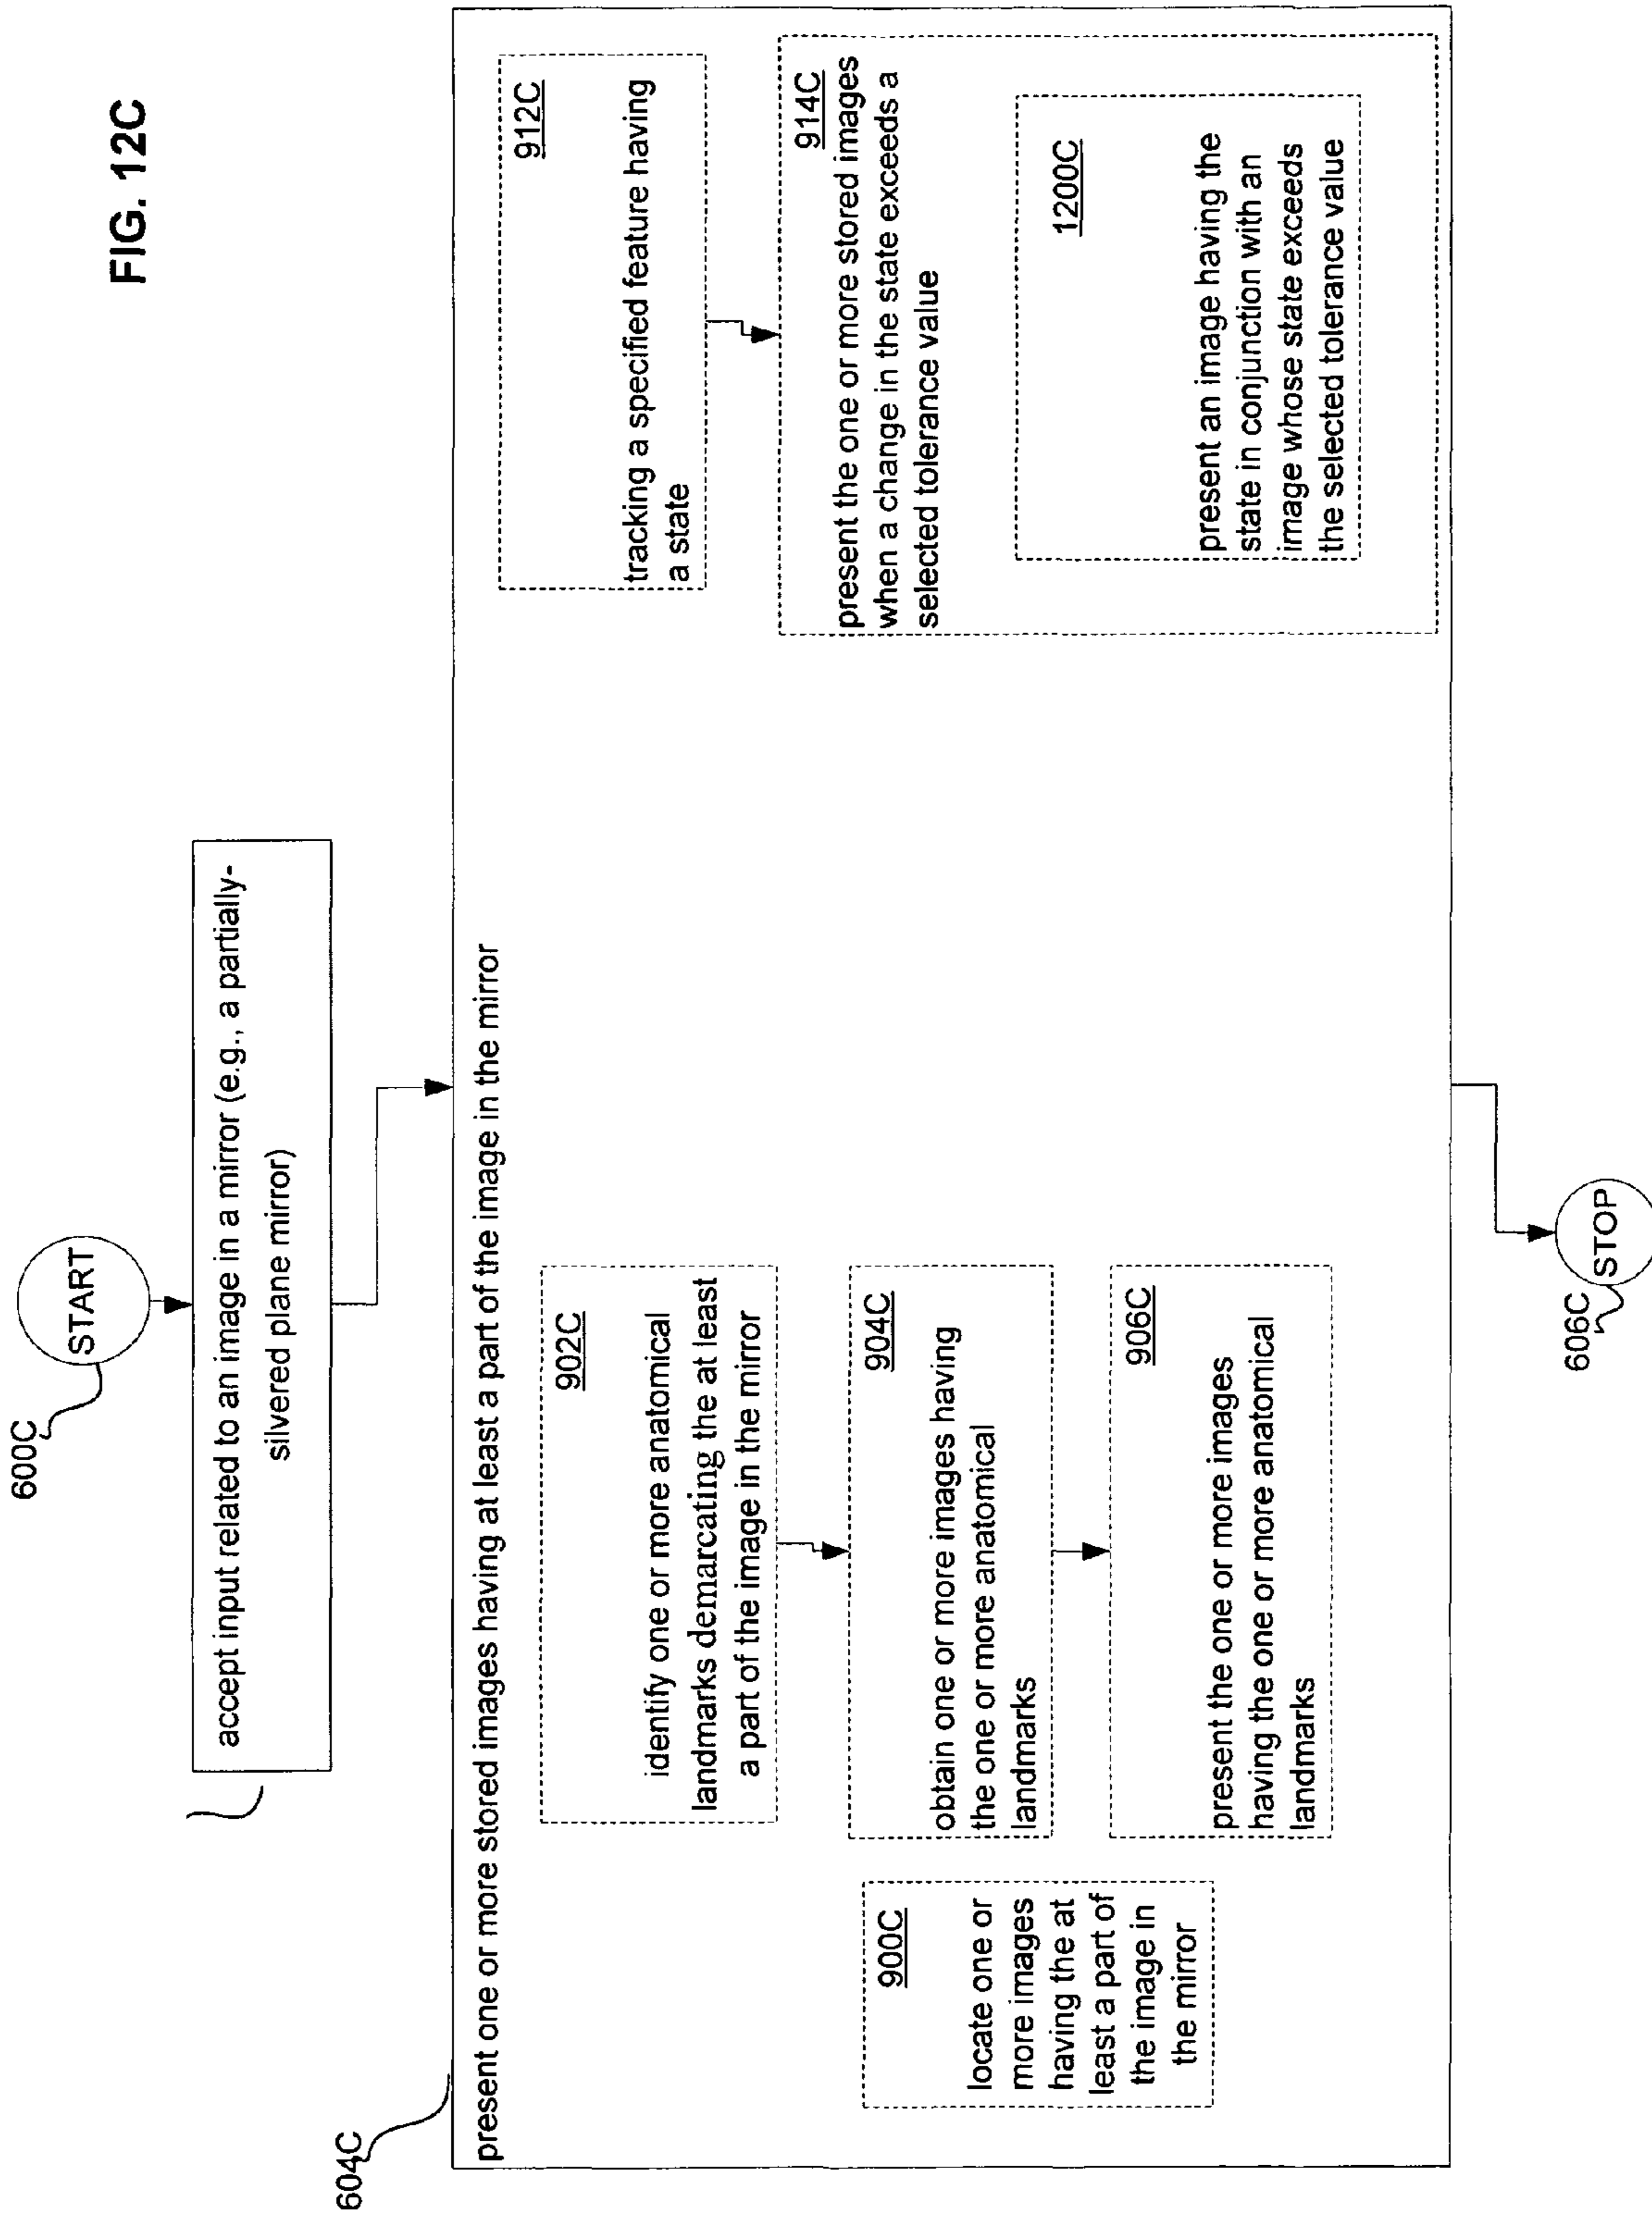 FIG. 12C
600C
START
accept input related to an image in a mirror (e.g., a partially-
silvered plane mirror)
604C
present one or more stored images having at least a part of the image in the mirror
900C
locate one or
more images
having the at
least a part of
the image in
the mirror
902C
identify one or more anatomical
landmarks demarcating the at least
a part of the image in the mirror
904C
obtain one or more images having
the one or more anatomical
landmarks
906C
present the one or more images
having the one or more anatomical
landmarks
912C
tracking a specified feature having
a state
914C
present the one or more stored images
when a change in the state exceeds a
selected tolerance value
1200C
present an image having the
state in conjunction with an
image whose state exceeds
the selected tolerance value
606C
STOP